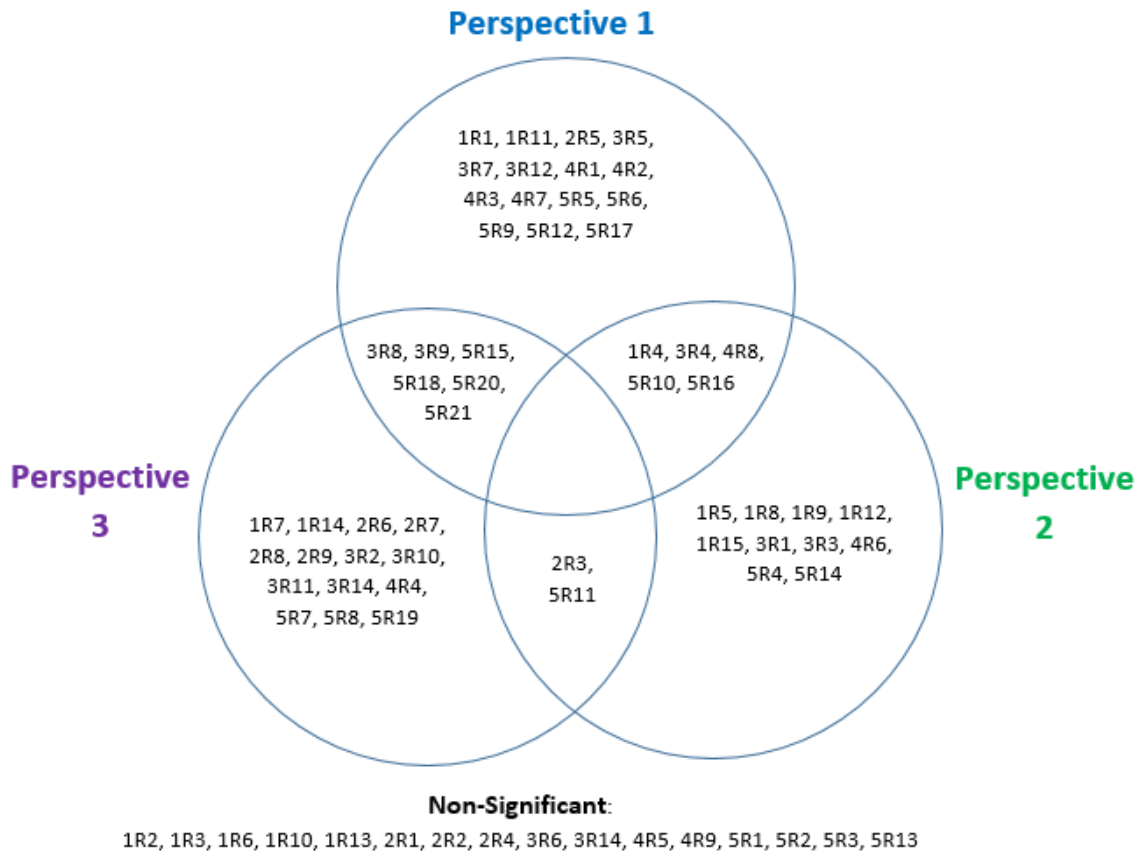 Perspective 1
1R1, 1R11, 2R5, 3R5,
3R7, 3R12, 4R1, 4R2,
4R3, 4R7, 5R5, 5R6,
5R9, 5R12, 5R17
3R8, 3R9, 5R15,
5R18, 5R20,
5R21
1R4, 3R4, 4R8,
5R10, 5R16
Perspective
3
Perspective
2
1R7, 1R14, 2R6, 2R7,
2R8, 2R9, 3R2, 3R10,
3R11, 3R14, 4R4,
5R7, 5R8, 5R19
2R3,
5R11
1R5, 1R8, 1R9, 1R12,
1R15, 3R1, 3R3, 4R6,
5R4, 5R14
Non-Significant:
1R2, 1R3, 1R6, 1R10, 1R13, 2R1, 2R2, 2R4, 3R6, 3R14, 4R5, 4R9, 5R1, 5R2, 5R3, 5R13